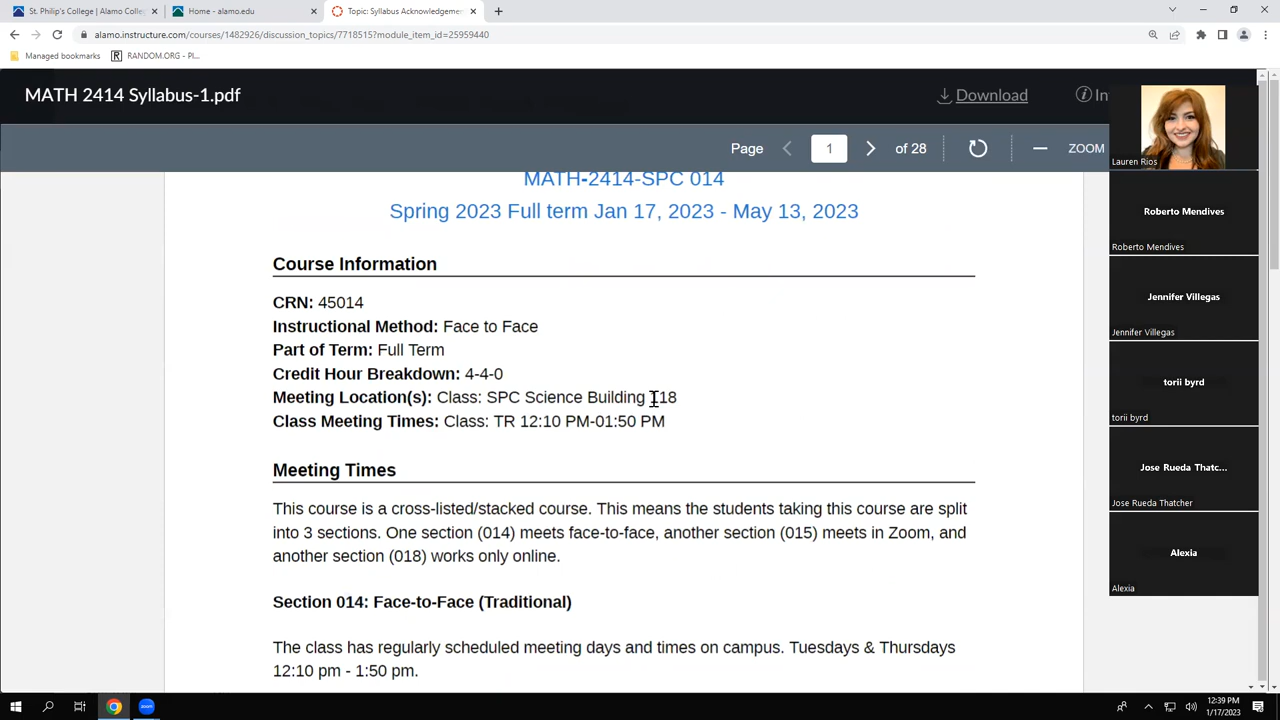 St. Philip's College | Alamo Colle
Home - alamo.edu
Topic: Syllabus Acknowledgeme
alamo.instructure.com/courses/1482926/discussion_topics/7718515?module_item_id=25959440
Managed bookmarks
RANDOM.ORG - Pi...
MATH 2414 Syllabus-1.pdf
Download
Page 1 of 28
ZOOM
MATH-2414-SPC 014
Spring 2023 Full term Jan 17, 2023 - May 13, 2023
Course Information
CRN: 45014
Instructional Method: Face to Face
Part of Term: Full Term
Credit Hour Breakdown: 4-4-0
Meeting Location(s): Class: SPC Science Building
Class Meeting Times: Class: TR 12:10 PM-01:50 PM
Meeting Times
This course is a cross-listed/stacked course. This means the students taking this course are split
into 3 sections. One section (014) meets face-to-face, another section (015) meets in Zoom, and
another section (018) works only online.
Section 014: Face-to-Face (Traditional)
The class has regularly scheduled meeting days and times on campus. Tuesdays & Thursdays
12:10 pm - 1:50 pm.
Lauren Rios
Roberto Mendives
Roberto Mendives
Jennifer Villegas
Jennifer Villegas
torii byrd
torii byrd
Jose Rueda Thatc...
Jose Rueda Thatcher
Alexia
Alexia
zoom
12:39 PM
1/17/2023